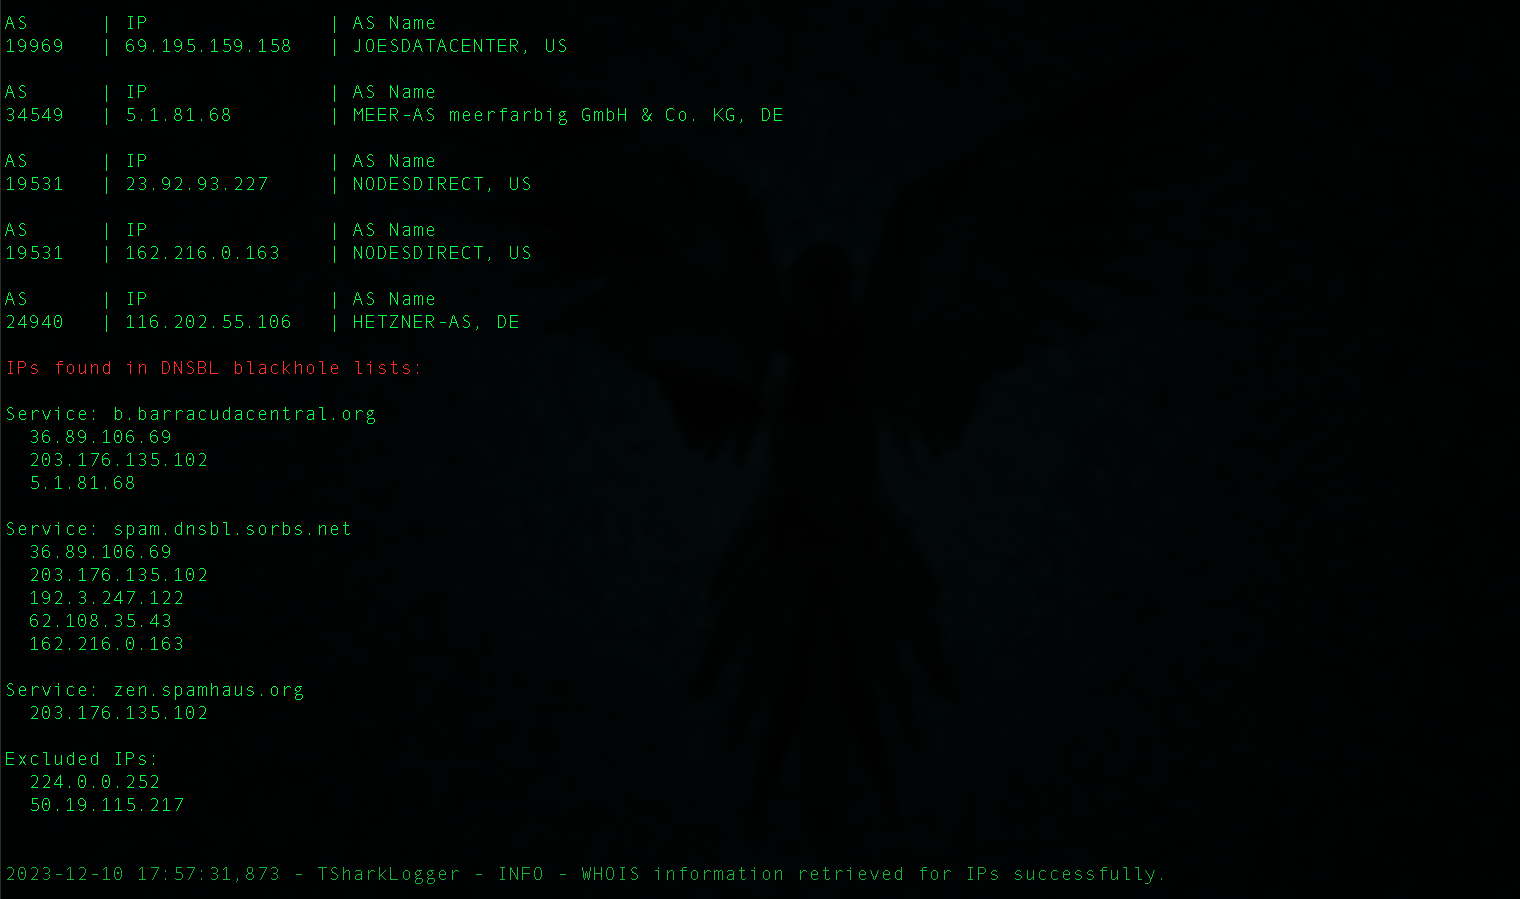 AS      | IP               | AS Name
19969   | 69.195.159.158   | JOESDATACENTER, US
AS      | IP               | AS Name
34549   | 5.1.81.68        | MEER-AS meerfarbig GmbH & Co. KG, DE
AS      | IP               | AS Name
19531   | 23.92.93.227     | NODESDIRECT, US
AS      | IP               | AS Name
19531   | 162.216.0.163    | NODESDIRECT, US
AS      | IP               | AS Name
24940   | 116.202.55.106   | HETZNER-AS, DE
IPs found in DNSBL blackhole lists:
Service: b.barracudacentral.org
  36.89.106.69
  203.176.135.102
  5.1.81.68
Service: spam.dnsbl.sorbs.net
  36.89.106.69
  203.176.135.102
  192.3.247.122
  62.108.35.43
  162.216.0.163
Service: zen.spamhaus.org
  203.176.135.102
Excluded IPs:
  224.0.0.252
  50.19.115.217
2023-12-10 17:57:31,873 - TSharkLogger - INFO - WHOIS information retrieved for IPs successfully.